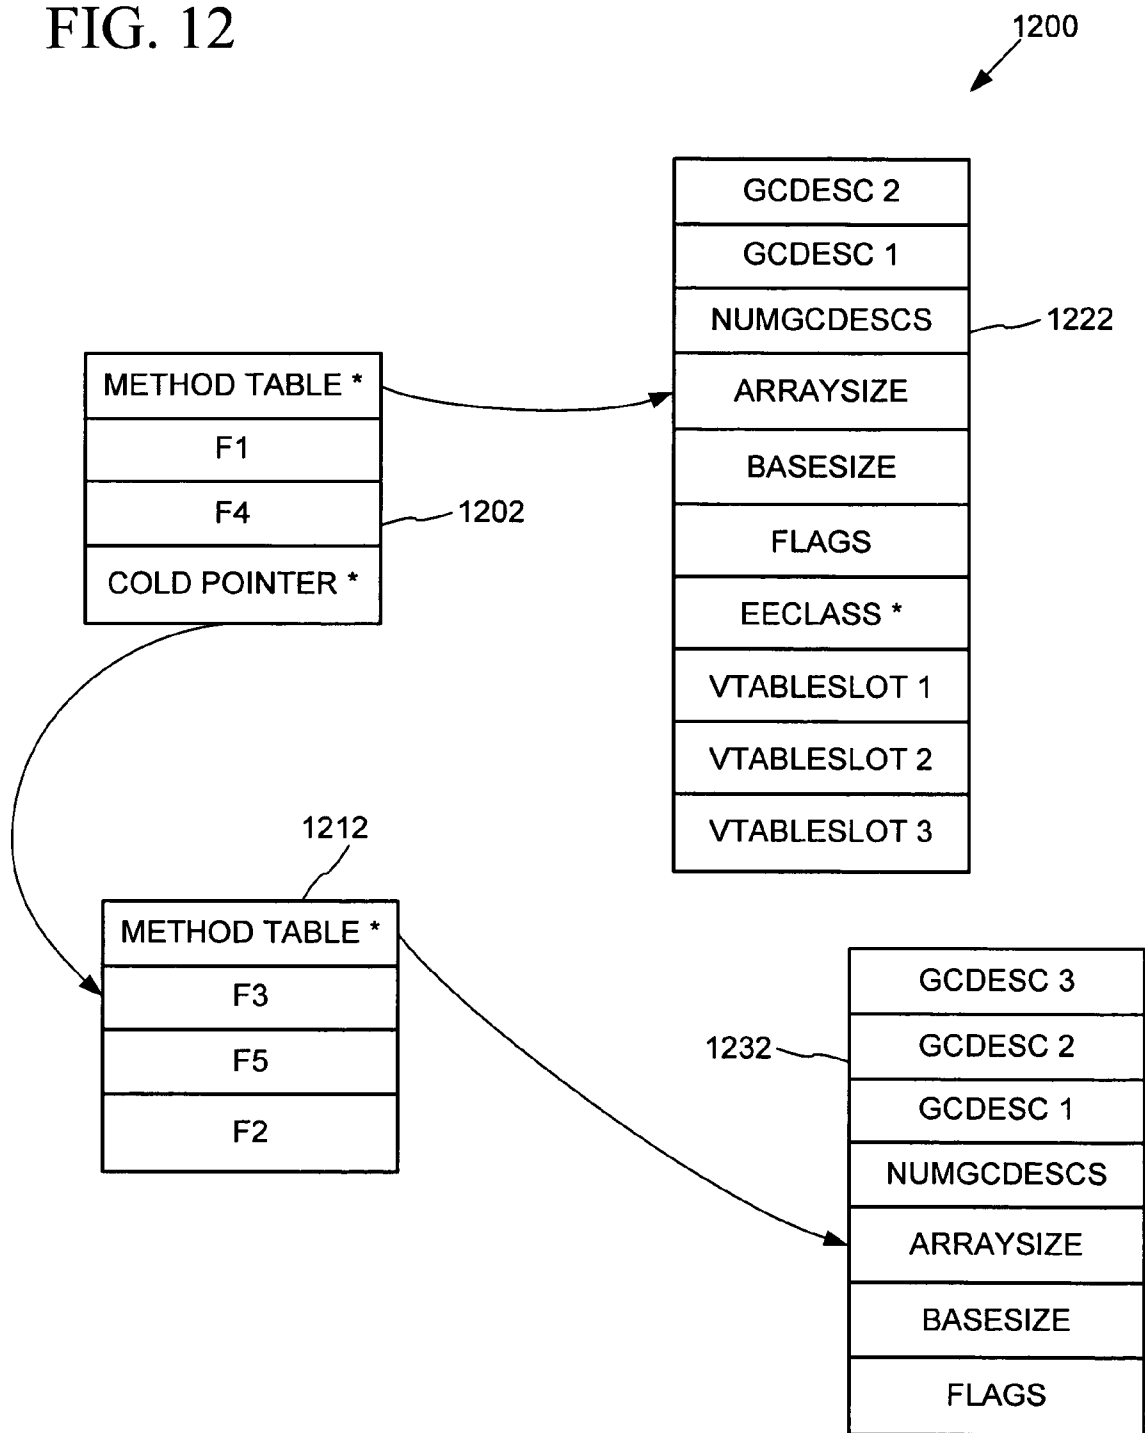 FIG. 12
1200
GCDESC 2
GCDESC 1
NUMGCDESCS
1222
ARRAYSIZE
BASESIZE
FLAGS
EECLASS *
VTABLESLOT 1
VTABLESLOT 2
VTABLESLOT 3
METHOD TABLE *
F1
F4
1202
COLD POINTER *
1212
METHOD TABLE *
F3
F5
F2
1232
GCDESC 3
GCDESC 2
GCDESC 1
NUMGCDESCS
ARRAYSIZE
BASESIZE
FLAGS